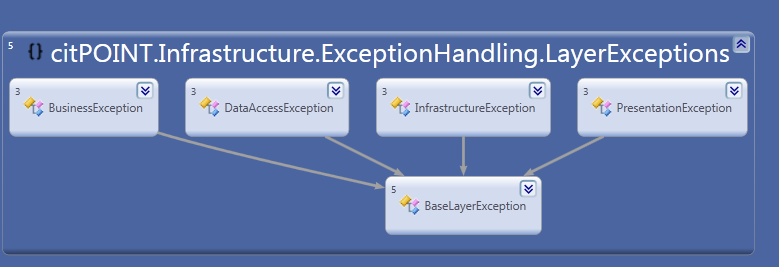 5 {} citPOINT.Infrastructure.ExceptionHandling.LayerExceptions
3 BusinessException
3 DataAccessException
3 InfrastructureException
3 PresentationException
5 BaseLayerException